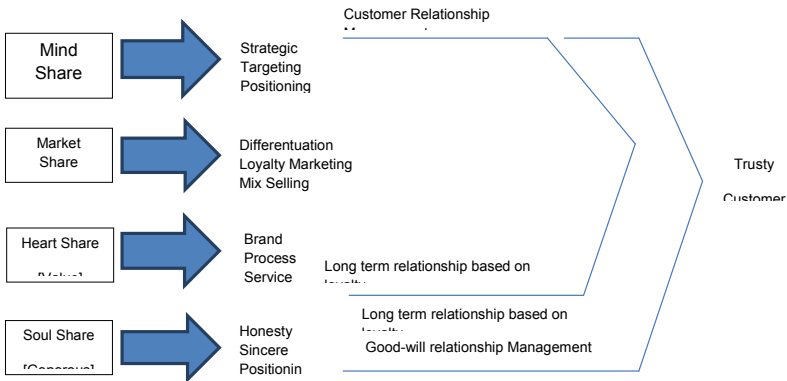 Customer Relationship
Mind
Share
Strategic
Targeting
Positioning
Market
Share
Differentuation
Loyalty Marketing
Mix Selling
Trusty
Customer
Heart Share
Brand
Process
Service
Long term relationship based on
Soul Share
Honesty
Sincere
Positionin
Long term relationship based on
Good-will relationship Management